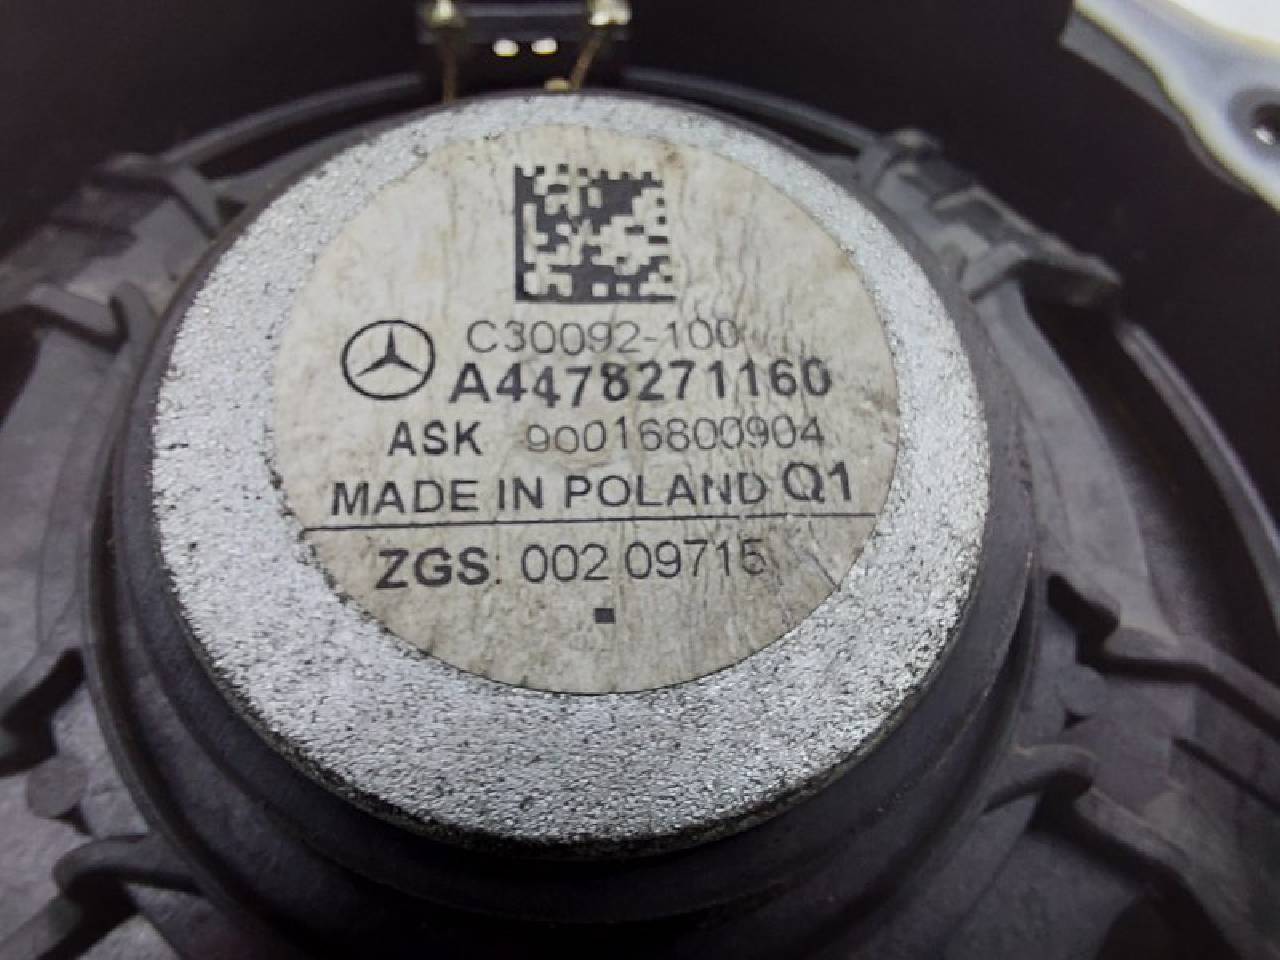 C30092-100
A4478271160
ASK 90016800904
MADE IN POLAND Q1
ZGS: 002 09715